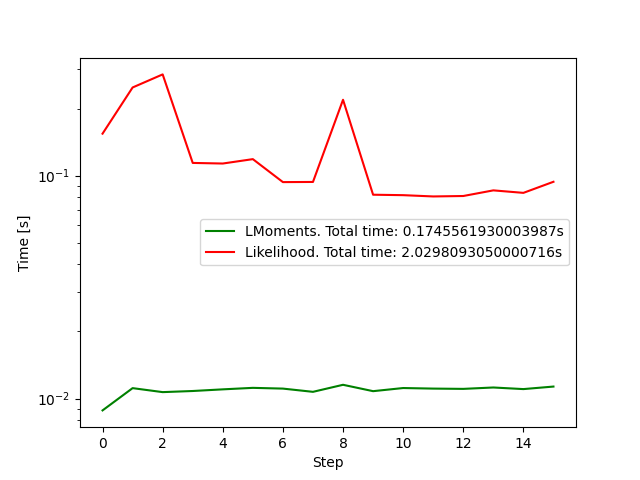 10⁻¹
10⁻²
Time [s]
LMoments. Total time: 0.1745561930003987s
Likelihood. Total time: 2.0298093050000716s
0 2 4 6 8 10 12 14
Step